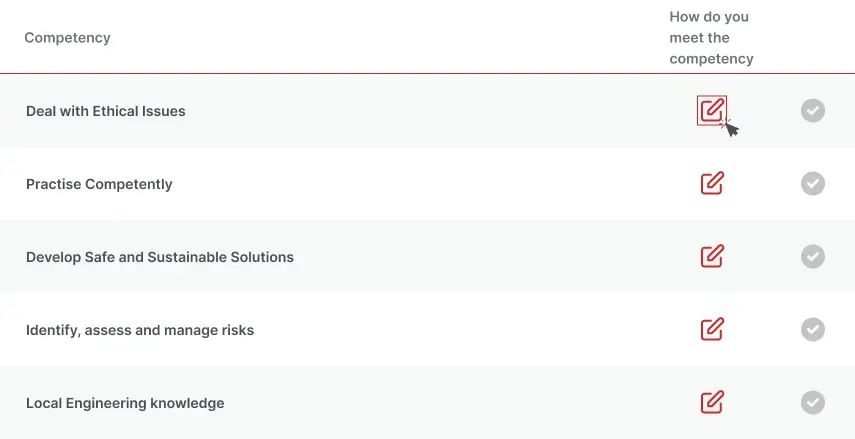 Competency
How do you
meet the
competency
Deal with Ethical Issues
Practise Competently
Develop Safe and Sustainable Solutions
Identify, assess and manage risks
Local Engineering knowledge